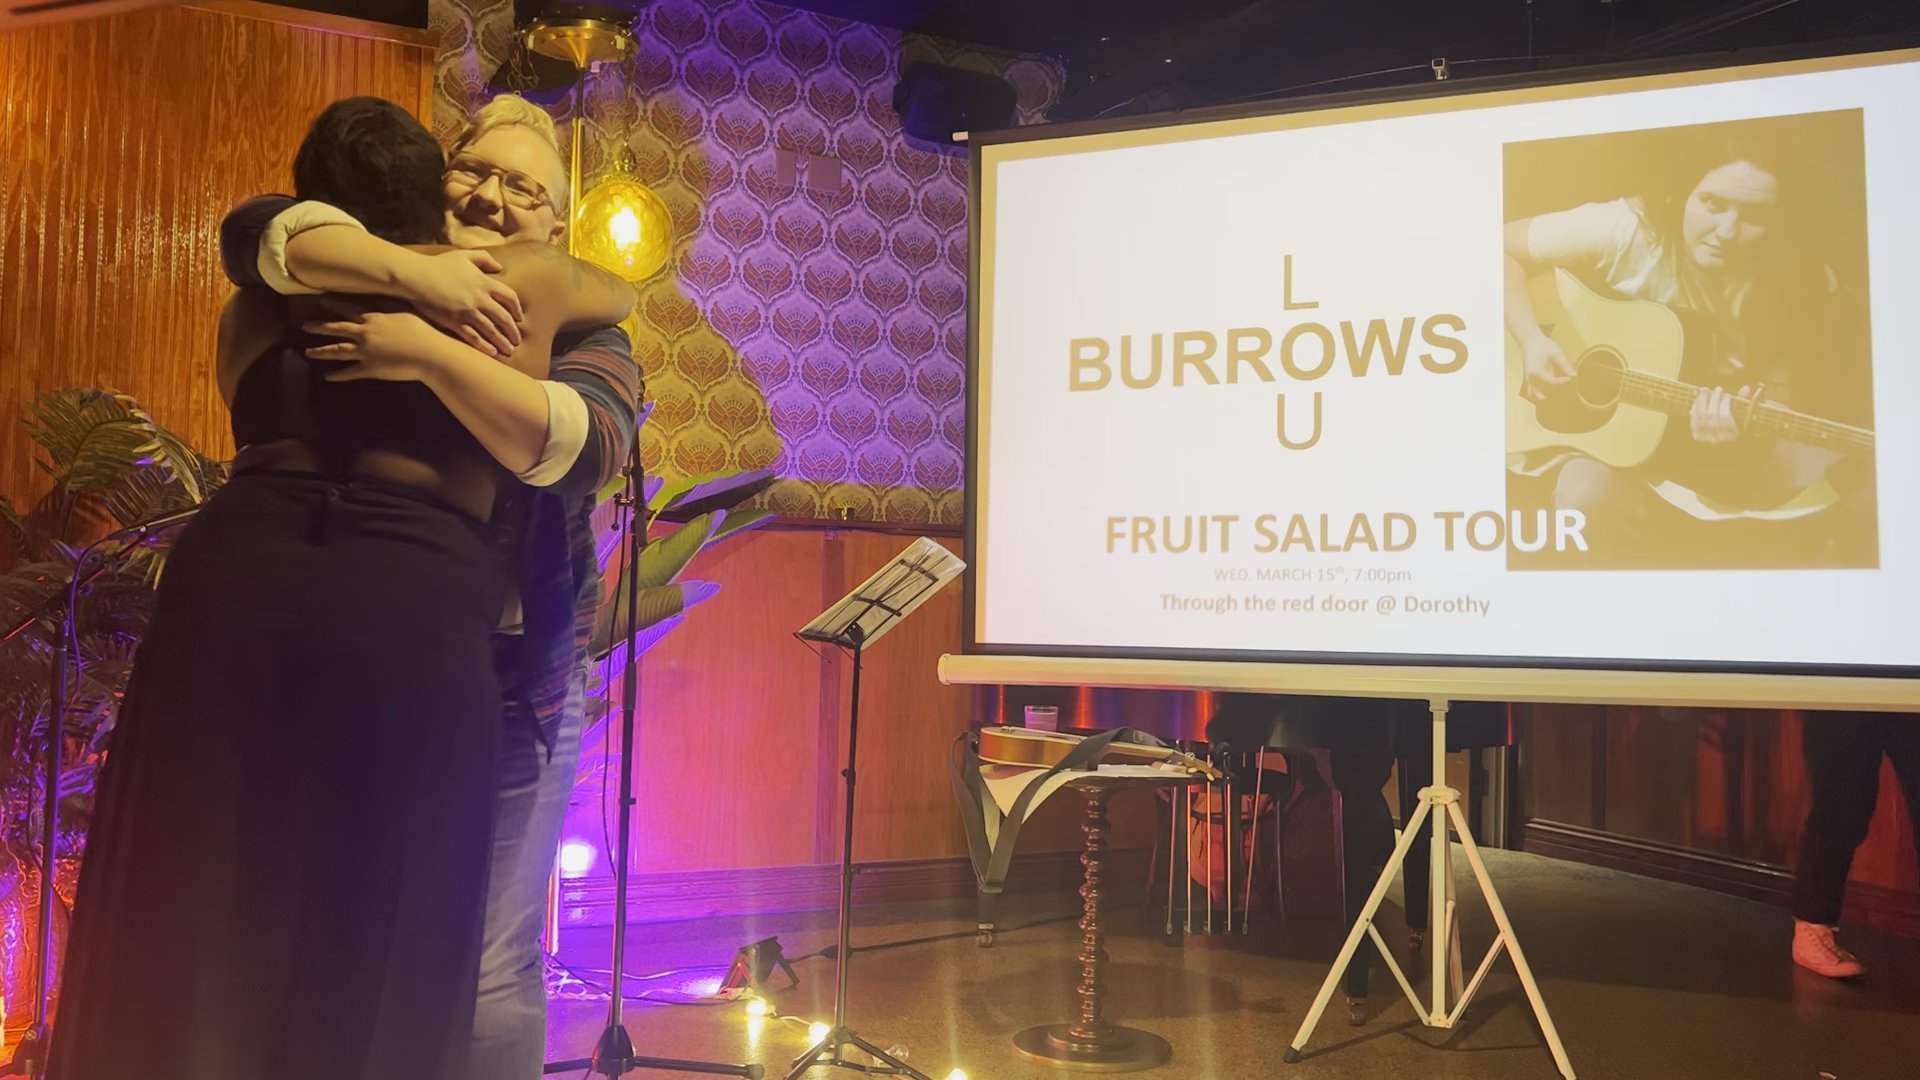 L
BURROWS
U
FRUIT SALAD TOUR
WED. MARCH 15th, 7:00pm
Through the red door @ Dorothy